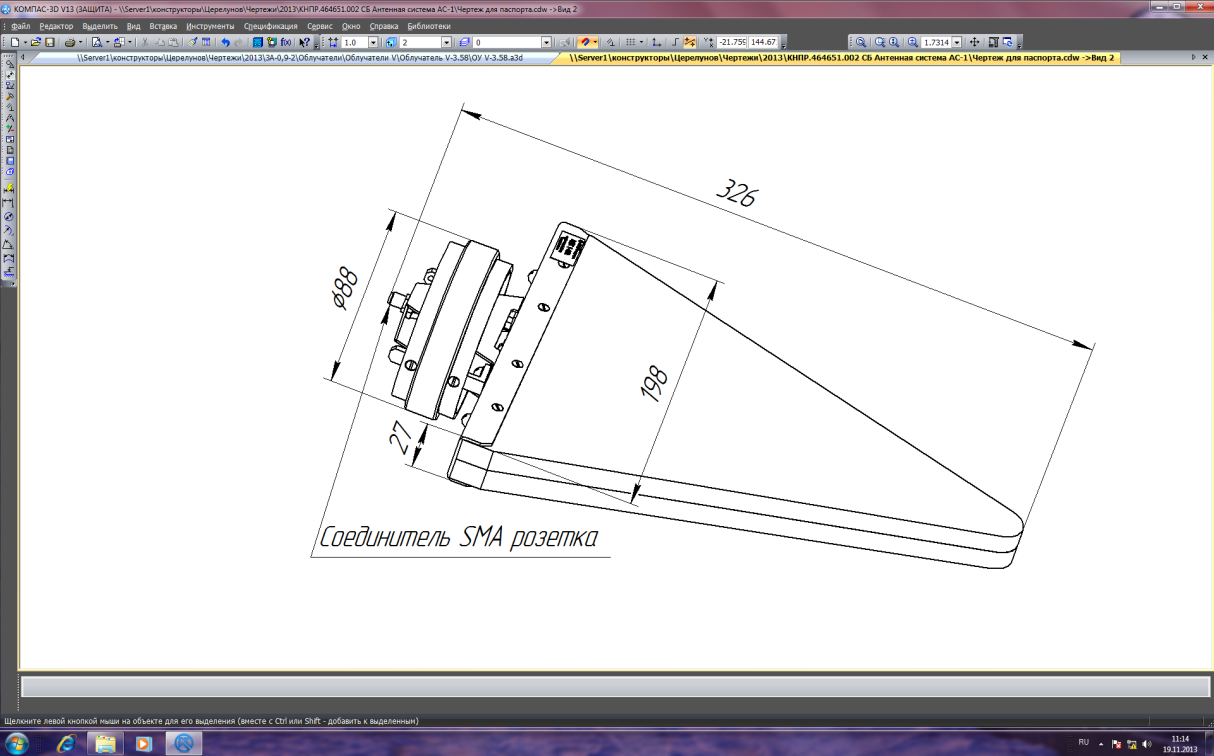 КОМПАС-3D V13 (ЗАЩИТА) - \\Server1\конструкторы\Церелунов\Чертежи\2013\КНПР.464651.002 СБ Антенная система АС-1\Чертеж для паспорта.cdw ->Вид 2
Файл Редактор Выделить Вид Вставка Инструменты Спецификация Сервис Окно Справка Библиотеки
1.0 2 0 -21.759 144.67 1.7314
\\Server1\конструкторы\Церелунов\Чертежи\2013\ЗА-0,9-2\Облучатели\Облучатели V\Облучатель V-3.58\ОУ V-3.58.a3d \\Server1\конструкторы\Церелунов\Чертежи\2013\КНПР.464651.002 СБ Антенная система АС-1\Чертеж для паспорта.cdw ->Вид 2
326
ϕ88
198
27
Соединитель SMA розетка
Щелкните левой кнопкой мыши на объекте для его выделения (вместе с Ctrl или Shift - добавить к выделенным)
RU 11:14
19.11.2013